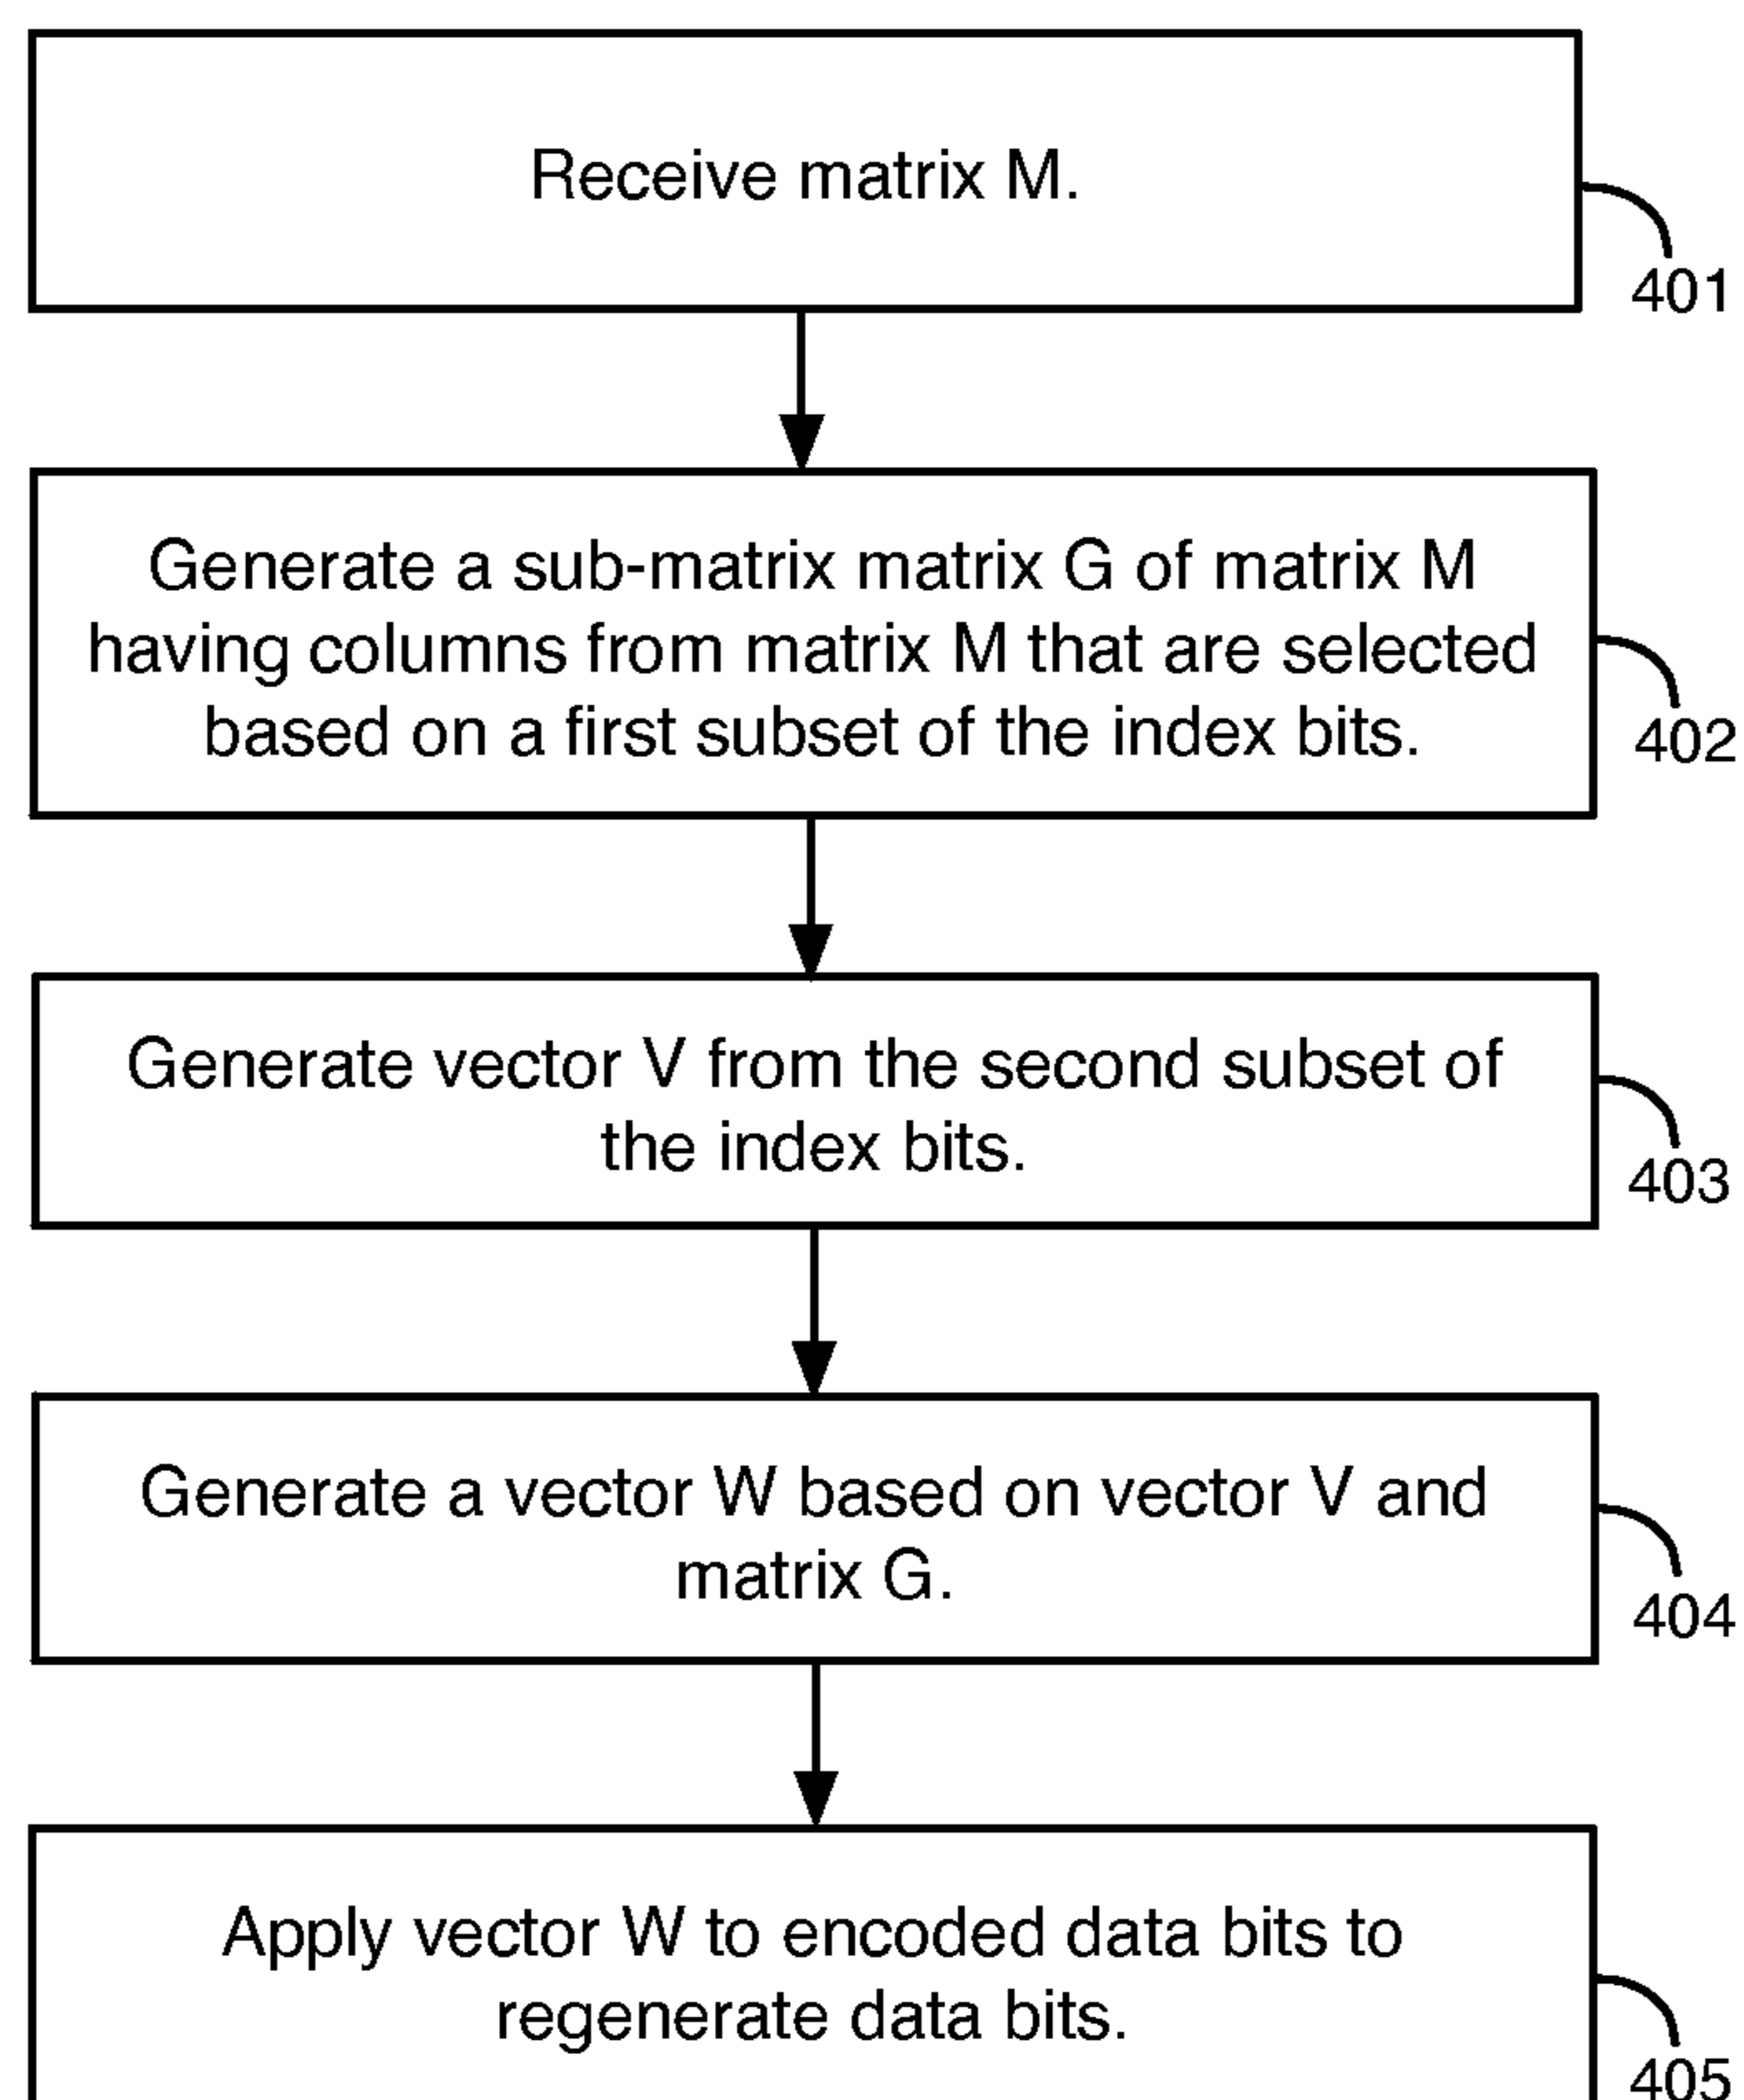 Receive matrix M.
401
Generate a sub-matrix matrix G of matrix M
having columns from matrix M that are selected
based on a first subset of the index bits.
402
Generate vector V from the second subset of
the index bits.
403
Generate a vector W based on vector V and
matrix G.
404
Apply vector W to encoded data bits to
regenerate data bits.
405